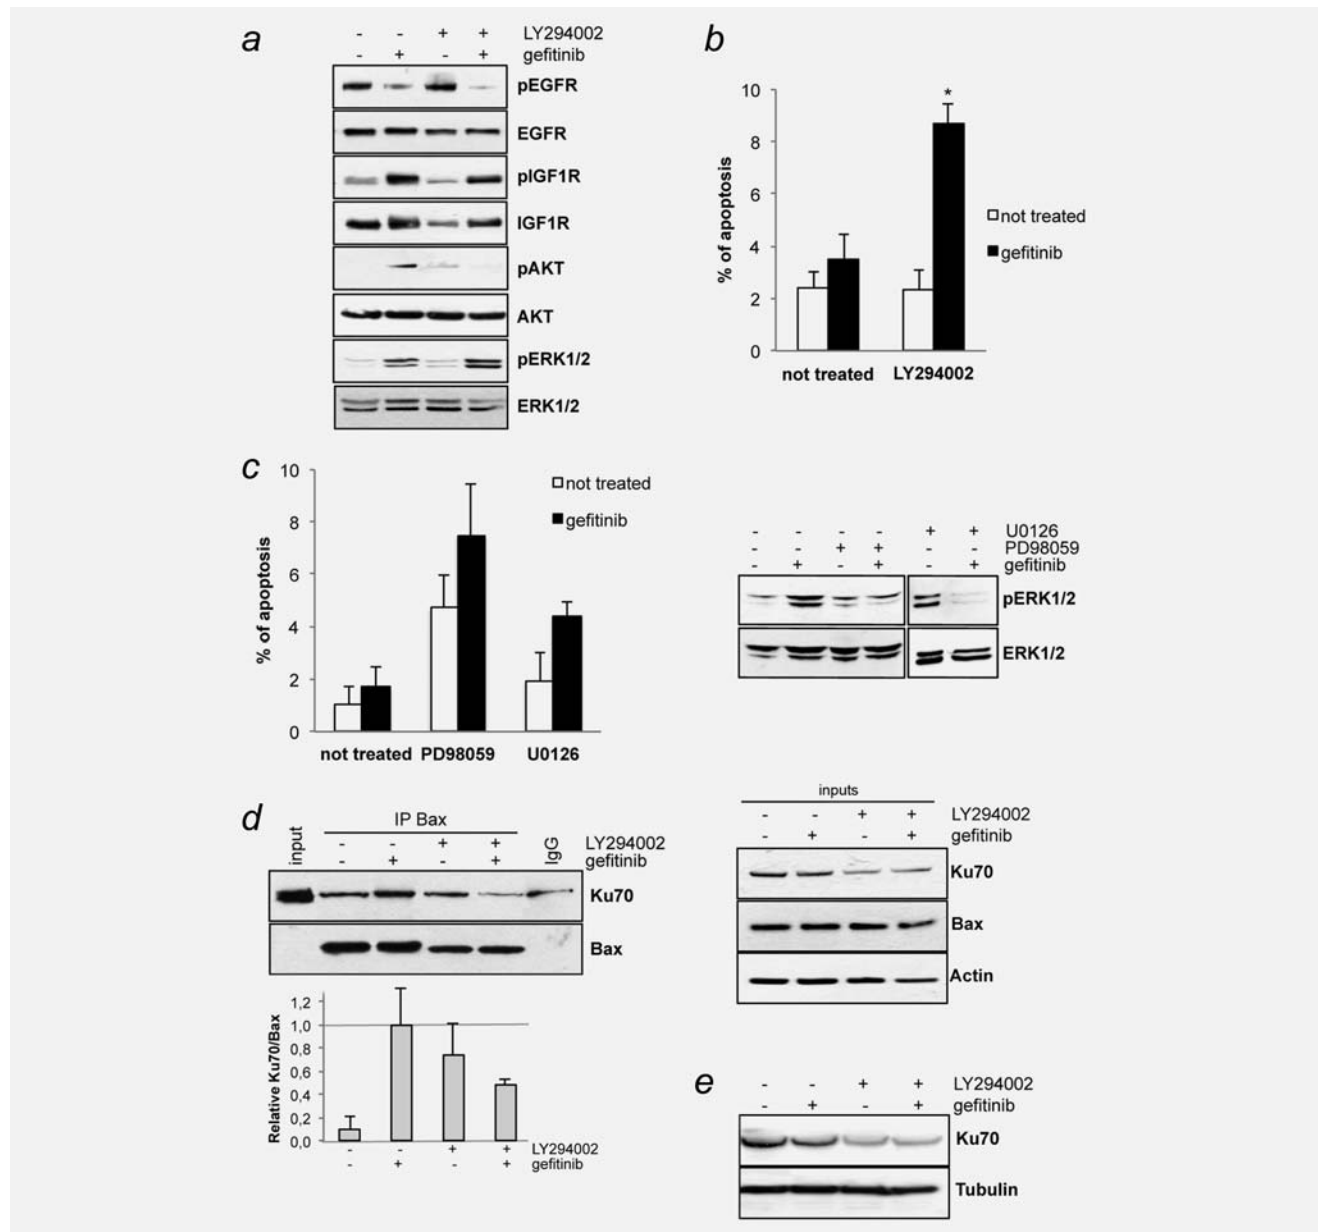 a
- - + + LY294002
- + - + gefitinib
pEGFR
EGFR
pIGF1R
IGF1R
pAKT
AKT
pERK1/2
ERK1/2
b
10
8
6
4
2
0
% of apoptosis
not treated LY294002
not treated
gefitinib
c
10
8
6
4
2
0
% of apoptosis
not treated PD98059 U0126
not treated
gefitinib
- - - - + + U0126
- - + + - - PD98059
- + - + - + gefitinib
pERK1/2
ERK1/2
d
input
IP Bax
IgG
- - + + LY294002
- + - + gefitinib
Ku70
Bax
Relative Ku70/Bax
1,2
1,0
0,8
0,6
0,4
0,2
0,0
- - + + LY294002
- + - + gefitinib
inputs
- - + + LY294002
- + - + gefitinib
Ku70
Bax
Actin
e
- - + + LY294002
- + - + gefitinib
Ku70
Tubulin